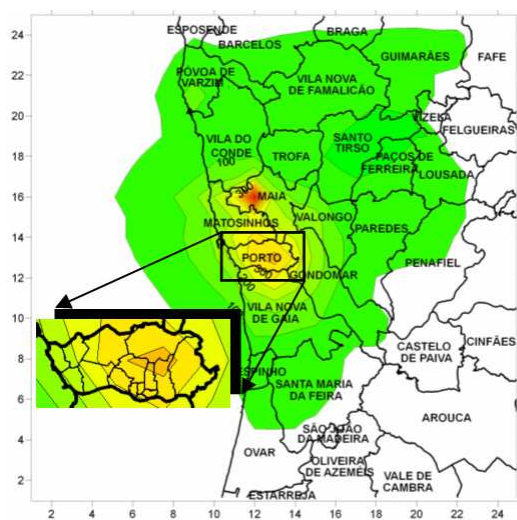 ESPOSENDE
BRAGA
BARCELOS
GUIMARÃES
FAFE
PÓVOA DE
VARZIM
VILA NOVA
DE FAMALICÃO
VIZELA
FELGUEIRAS
VILA DO
CONDE
100
TROFA
SANTO
TIRSO
PAÇOS DE
FERREIRA
LOUSADA
300
MAIA
MATOSINHOS
VALONGO
PAREDES
PORTO
300
GONDOMAR
PENAFIEL
VILA NOVA
DE GAIA
CASTELO
DE PAIVA
CINFÃES
ESPINHO
SANTA MARIA
DA FEIRA
AROUCA
SÃO JOÃO
DA MADEIRA
OVAR
OLIVEIRA
DE AZEMÉIS
VALE DE
CAMBRA
ESTARREJA
24
22
20
18
16
14
12
10
8
6
4
2
2 4 6 8 10 12 14 16 18 20 22 24